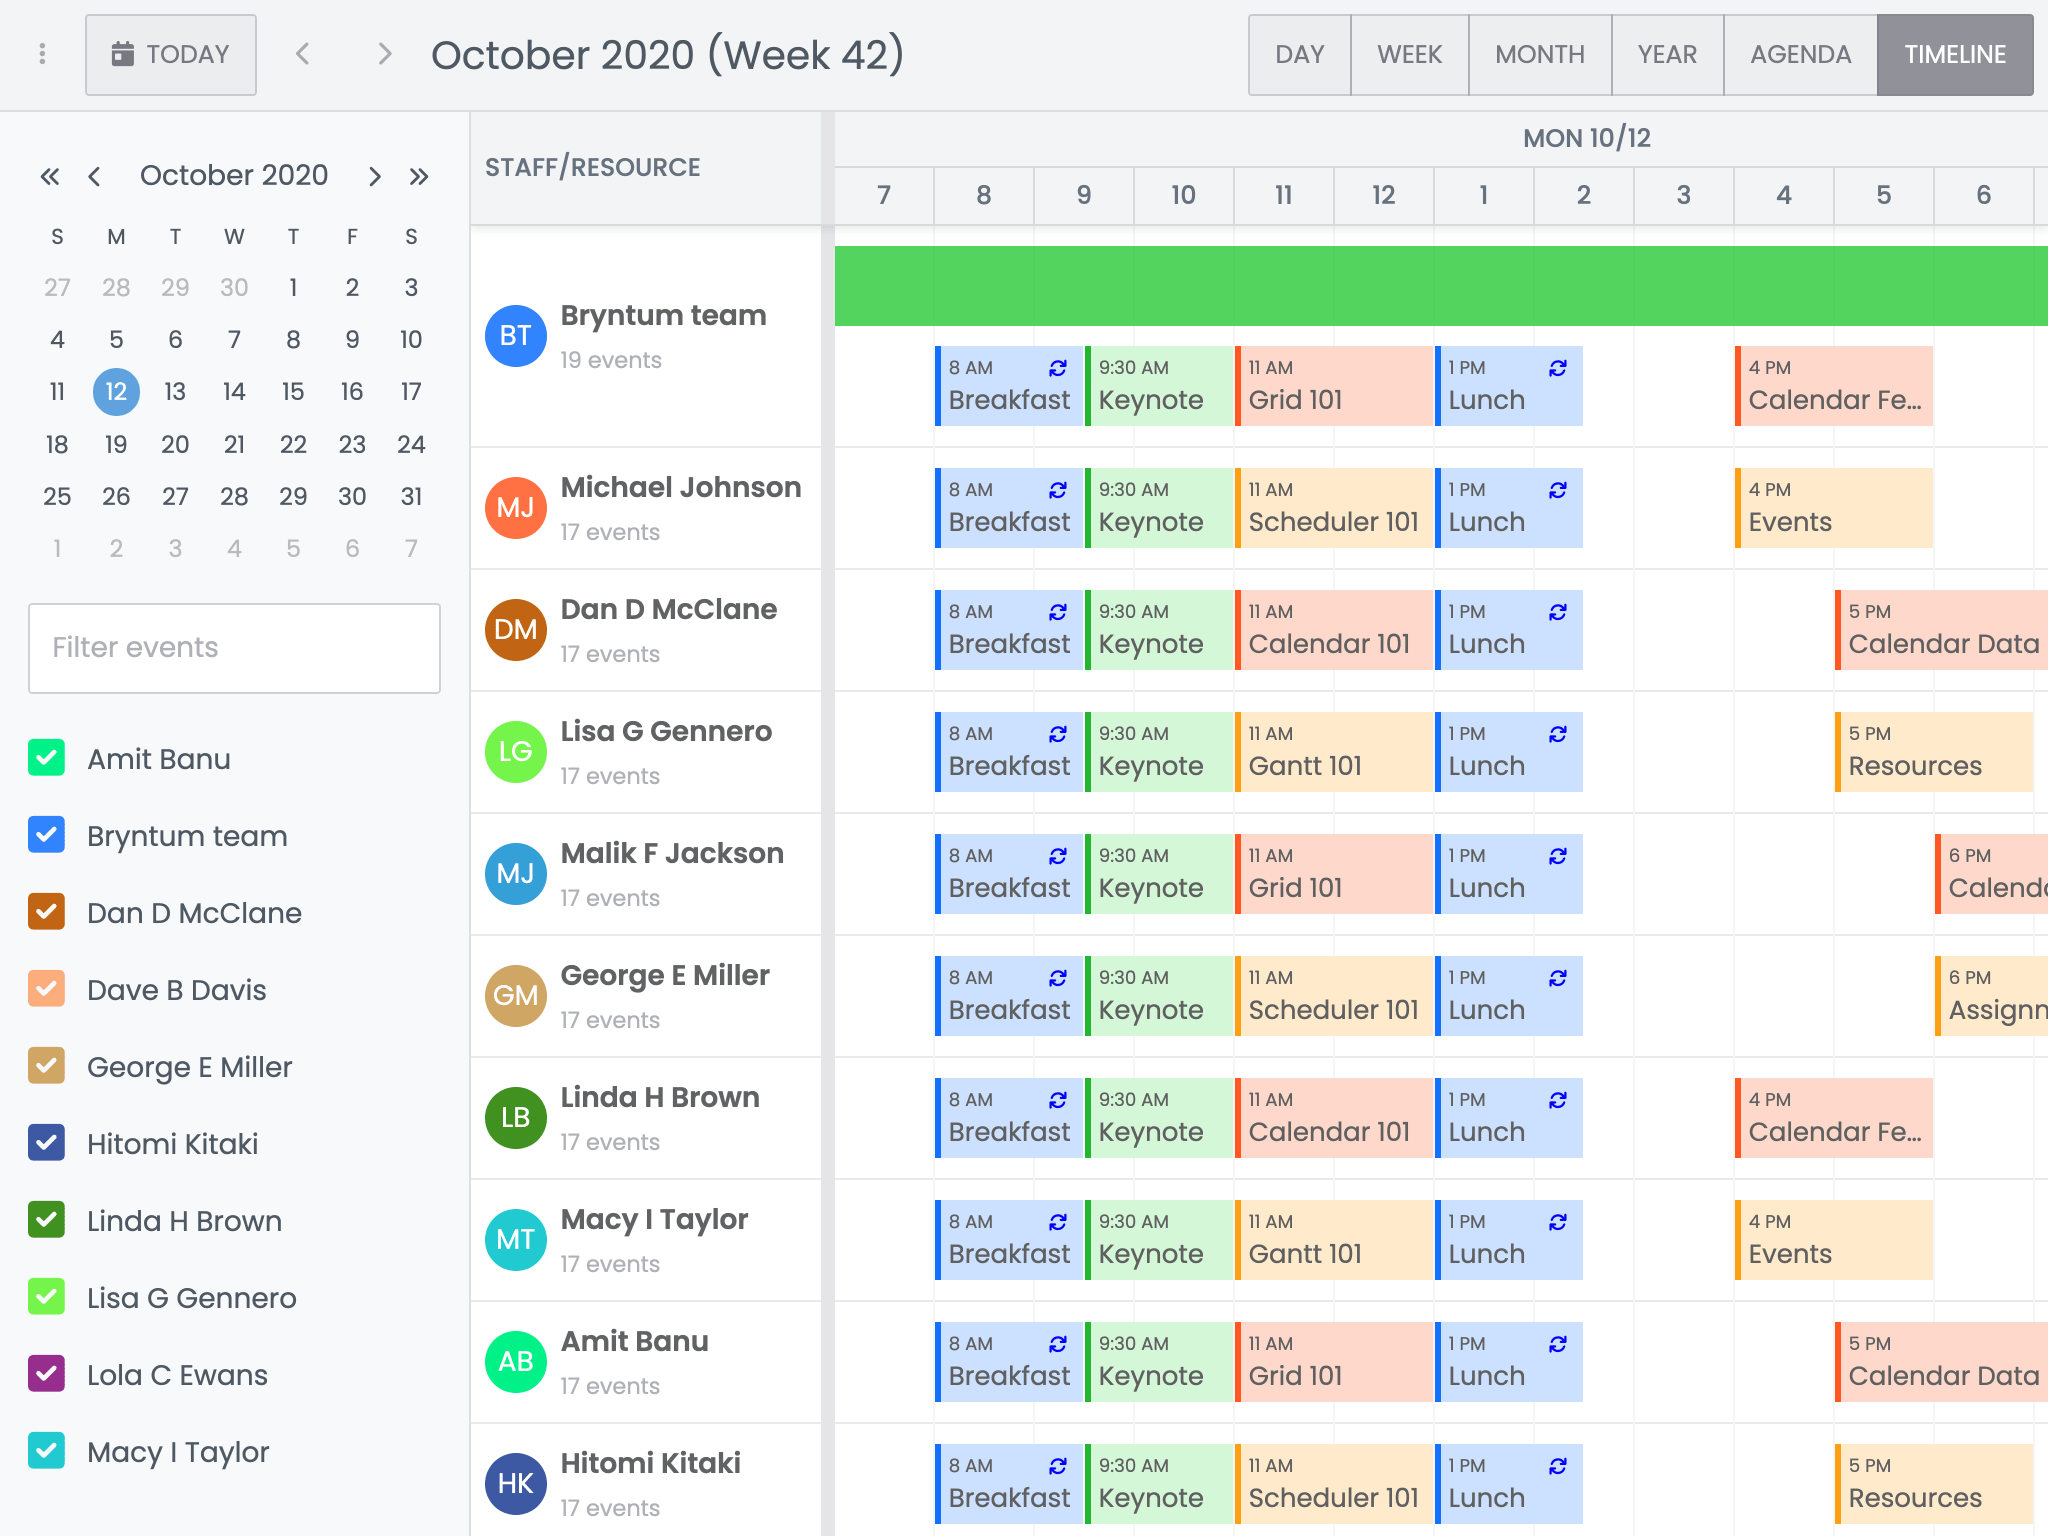 TODAY
October 2020 (Week 42)
DAY WEEK MONTH YEAR AGENDA TIMELINE
October 2020
S M T W T F S
27 28 29 30 1 2 3
4 5 6 7 8 9 10
11 12 13 14 15 16 17
18 19 20 21 22 23 24
25 26 27 28 29 30 31
1 2 3 4 5 6 7
Filter events
Amit Banu
Bryntum team
Dan D McClane
Dave B Davis
George E Miller
Hitomi Kitaki
Linda H Brown
Lisa G Gennero
Lola C Ewans
Macy I Taylor
STAFF/RESOURCE
MON 10/12
7 8 9 10 11 12 1 2 3 4 5 6
BT
Bryntum team
19 events
8 AM 9:30 AM 11 AM 1 PM 4 PM
Breakfast Keynote Grid 101 Lunch Calendar Fe...
MJ
Michael Johnson
17 events
8 AM 9:30 AM 11 AM 1 PM 4 PM
Breakfast Keynote Scheduler 101 Lunch Events
DM
Dan D McClane
17 events
8 AM 9:30 AM 11 AM 1 PM 5 PM
Breakfast Keynote Calendar 101 Lunch Calendar Data
LG
Lisa G Gennero
17 events
8 AM 9:30 AM 11 AM 1 PM 5 PM
Breakfast Keynote Gantt 101 Lunch Resources
MJ
Malik F Jackson
17 events
8 AM 9:30 AM 11 AM 1 PM 6 PM
Breakfast Keynote Grid 101 Lunch
GM
George E Miller
17 events
8 AM 9:30 AM 11 AM 1 PM 6 PM
Breakfast Keynote Scheduler 101 Lunch
LB
Linda H Brown
17 events
8 AM 9:30 AM 11 AM 1 PM 4 PM
Breakfast Keynote Calendar 101 Lunch Calendar Fe...
MT
Macy I Taylor
17 events
8 AM 9:30 AM 11 AM 1 PM 4 PM
Breakfast Keynote Gantt 101 Lunch Events
AB
Amit Banu
17 events
8 AM 9:30 AM 11 AM 1 PM 5 PM
Breakfast Keynote Grid 101 Lunch Calendar Data
HK
Hitomi Kitaki
17 events
8 AM 9:30 AM 11 AM 1 PM 5 PM
Breakfast Keynote Scheduler 101 Lunch Resources